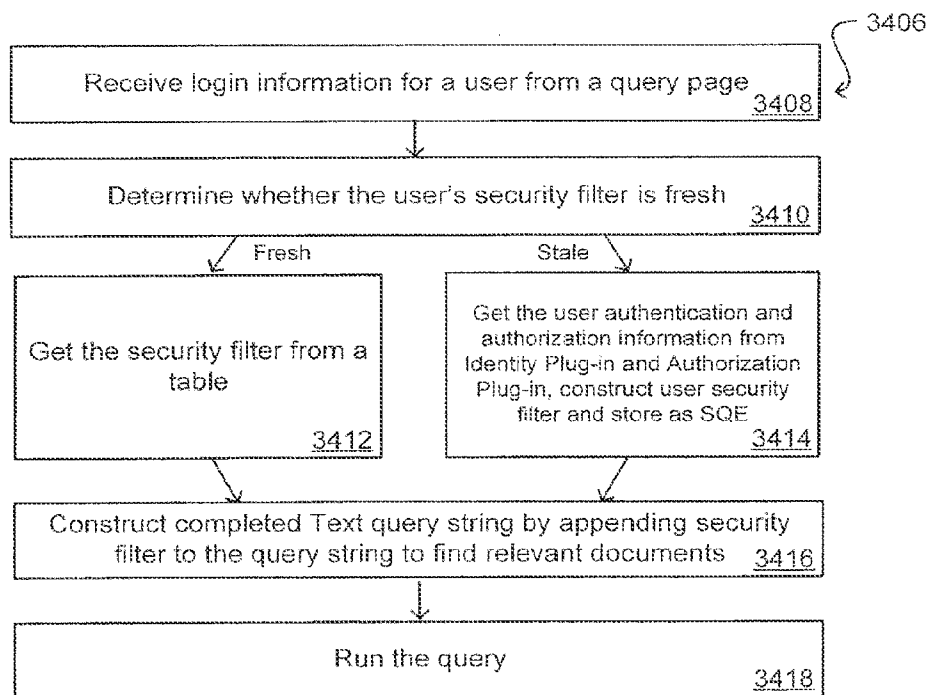 3406
Receive login information for a user from a query page
3408
Determine whether the user's security filter is fresh
3410
Fresh
Stale
Get the security filter from a
table
3412
Get the user authentication and
authorization information from
Identity Plug-in and Authorization
Plug-in, construct user security
filter and store as SQE
3414
Construct completed Text query string by appending security
filter to the query string to find relevant documents
3416
Run the query
3418